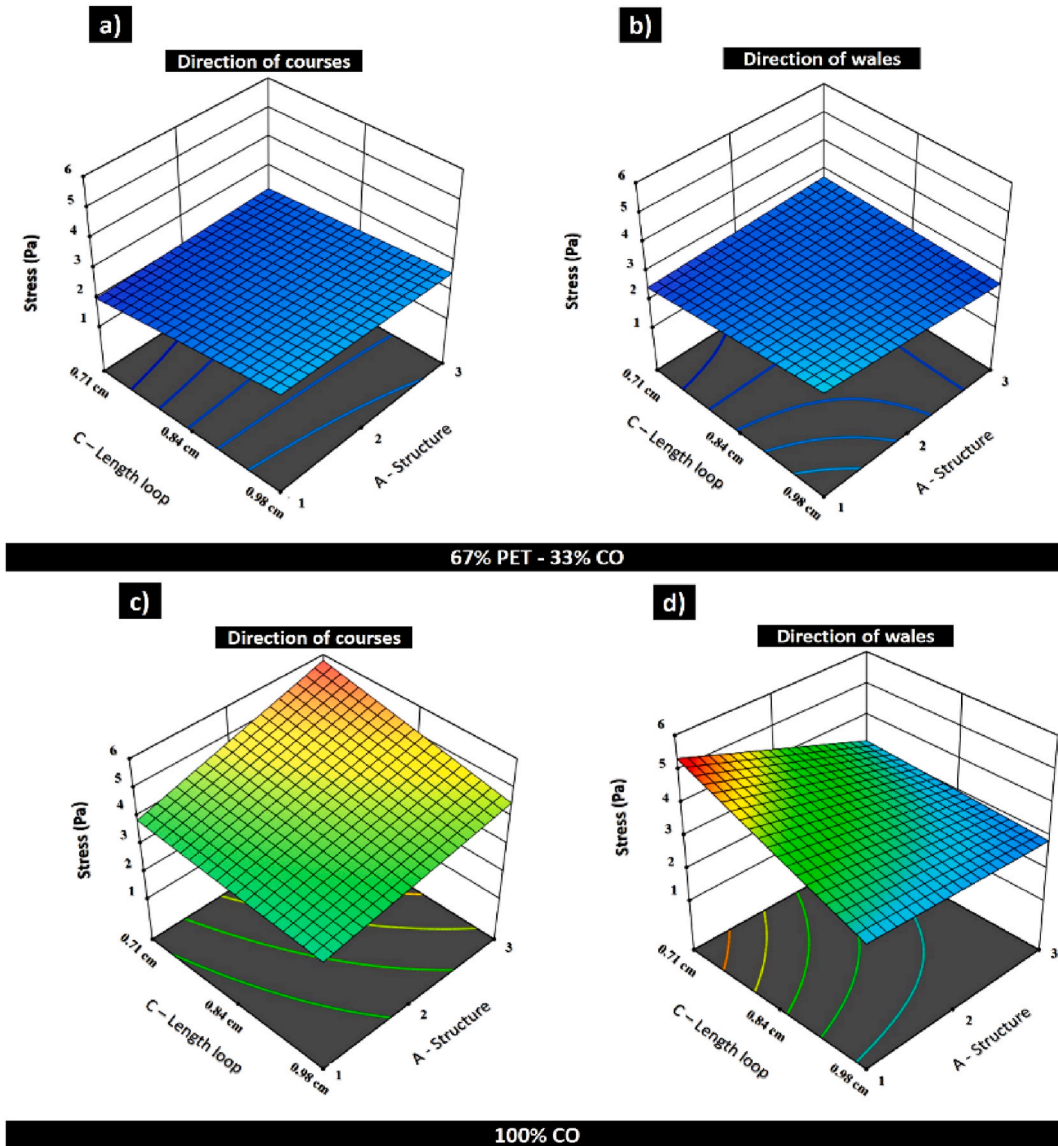 a)
Direction of courses
6
5
4
3
2
1
Stress (Pa)
0.71 cm
0.84 cm
0.98 cm
C – Length loop
1
2
3
A - Structure
b)
Direction of wales
6
5
4
3
2
1
Stress (Pa)
0.71 cm
0.84 cm
0.98 cm
C – Length loop
1
2
3
A - Structure
67% PET - 33% CO
c)
Direction of courses
6
5
4
3
2
1
Stress (Pa)
0.71 cm
0.84 cm
0.98 cm
C – Length loop
1
2
3
A - Structure
d)
Direction of wales
6
5
4
3
2
1
Stress (Pa)
0.71 cm
0.84 cm
0.98 cm
C – Length loop
1
2
3
A - Structure
100% CO